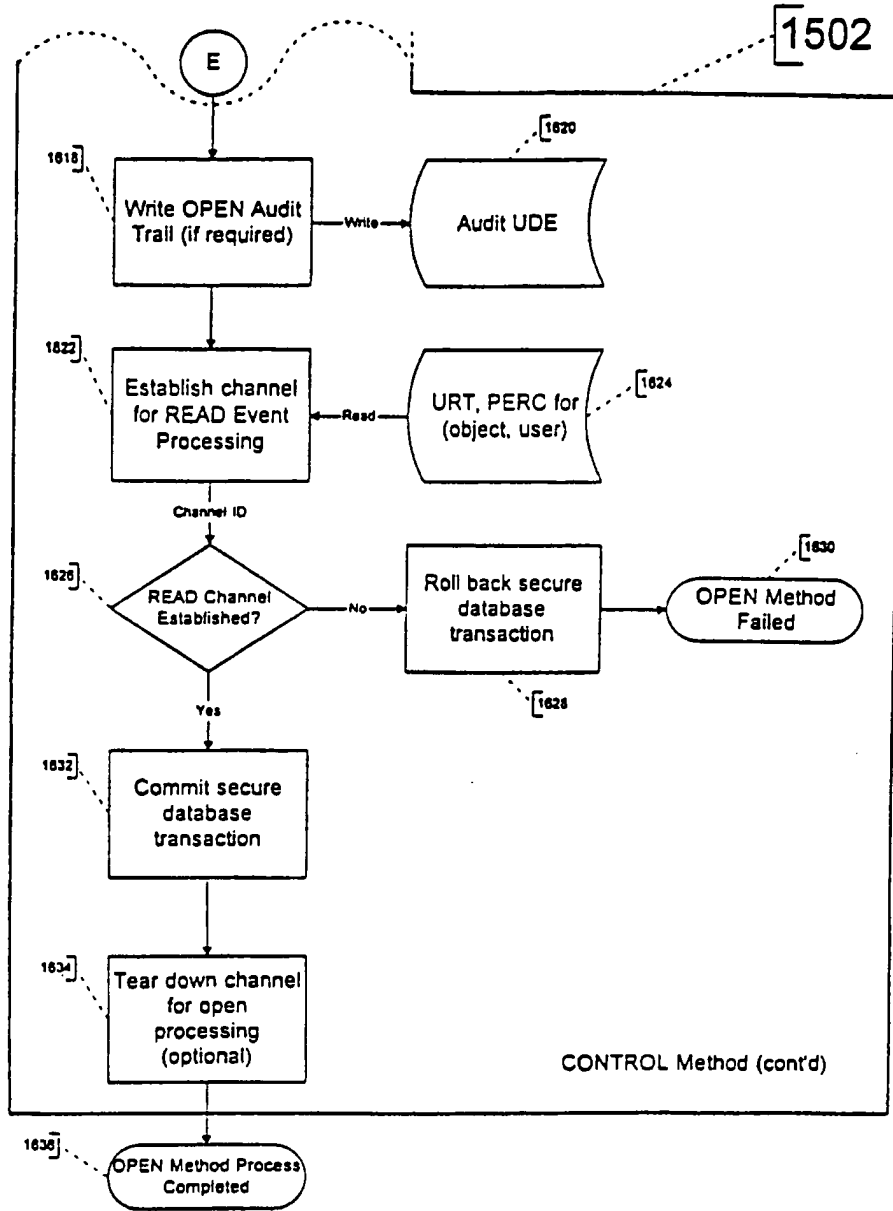 1502
E
1620
1618
Write OPEN Audit
Trail (if required)
Write
Audit UDE
1622
Establish channel
for READ Event
Processing
Read
URT, PERC for
(object, user)
1624
Channel ID
1626
READ Channel
Established?
No
Roll back secure
database
transaction
1630
OPEN Method
Failed
1628
Yes
1632
Commit secure
database
transaction
1634
Tear down channel
for open
processing
(optional)
CONTROL Method (cont'd)
1636
OPEN Method Process
Completed